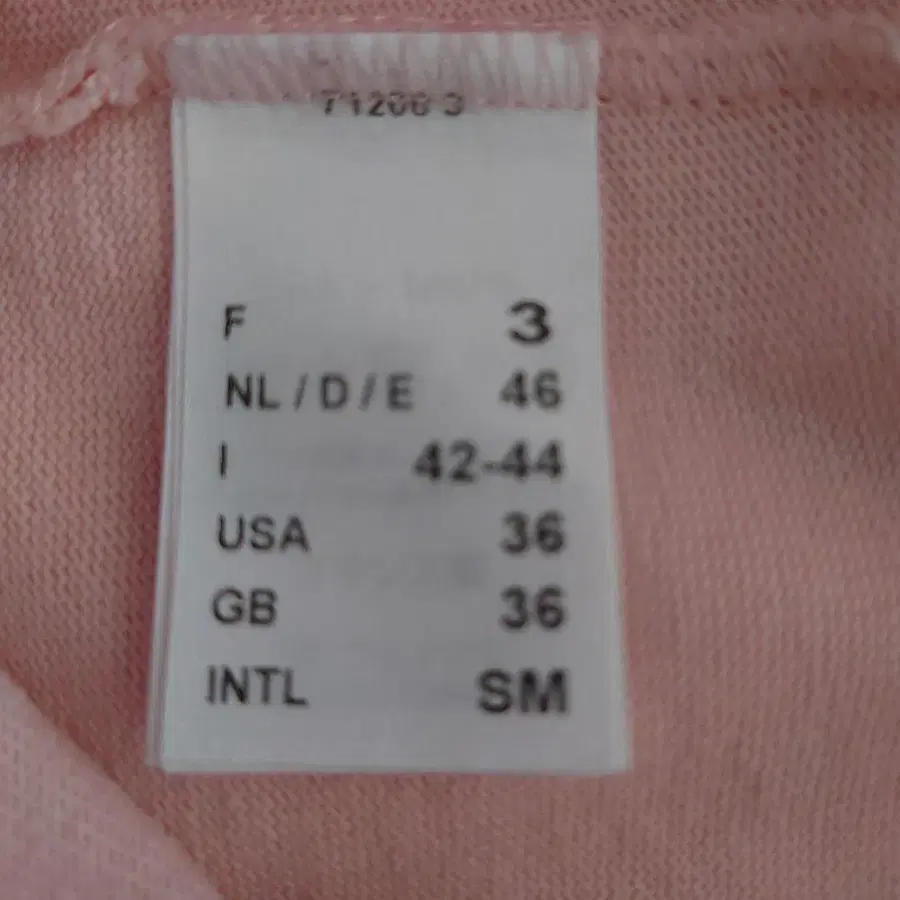 F 3
NL / D / E 46
I 42-44
USA 36
GB 36
INTL SM